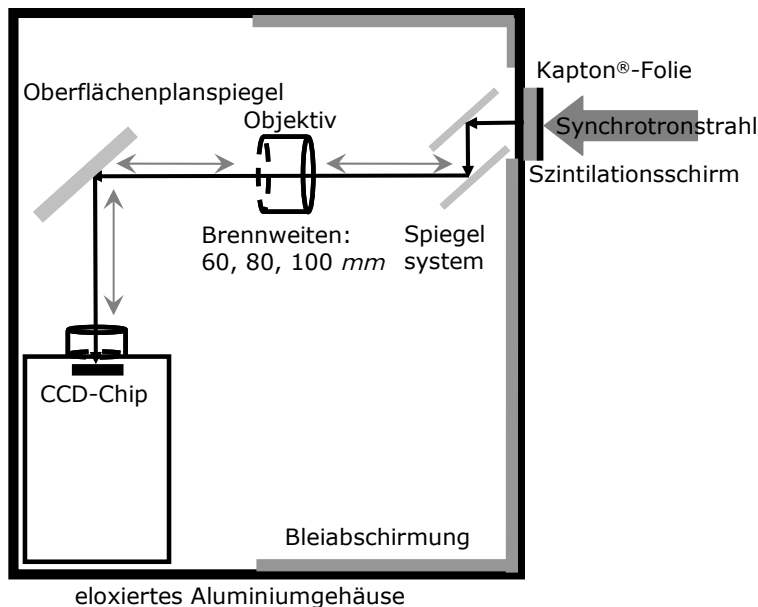 Kapton®-Folie
Oberflächenplanspiegel
Objektiv
Synchrotronstrahl
Szintilationsschirm
Brennweiten:
60, 80, 100 mm
Spiegel
system
CCD-Chip
Bleiabschirmung
eloxiertes Aluminiumgehäuse